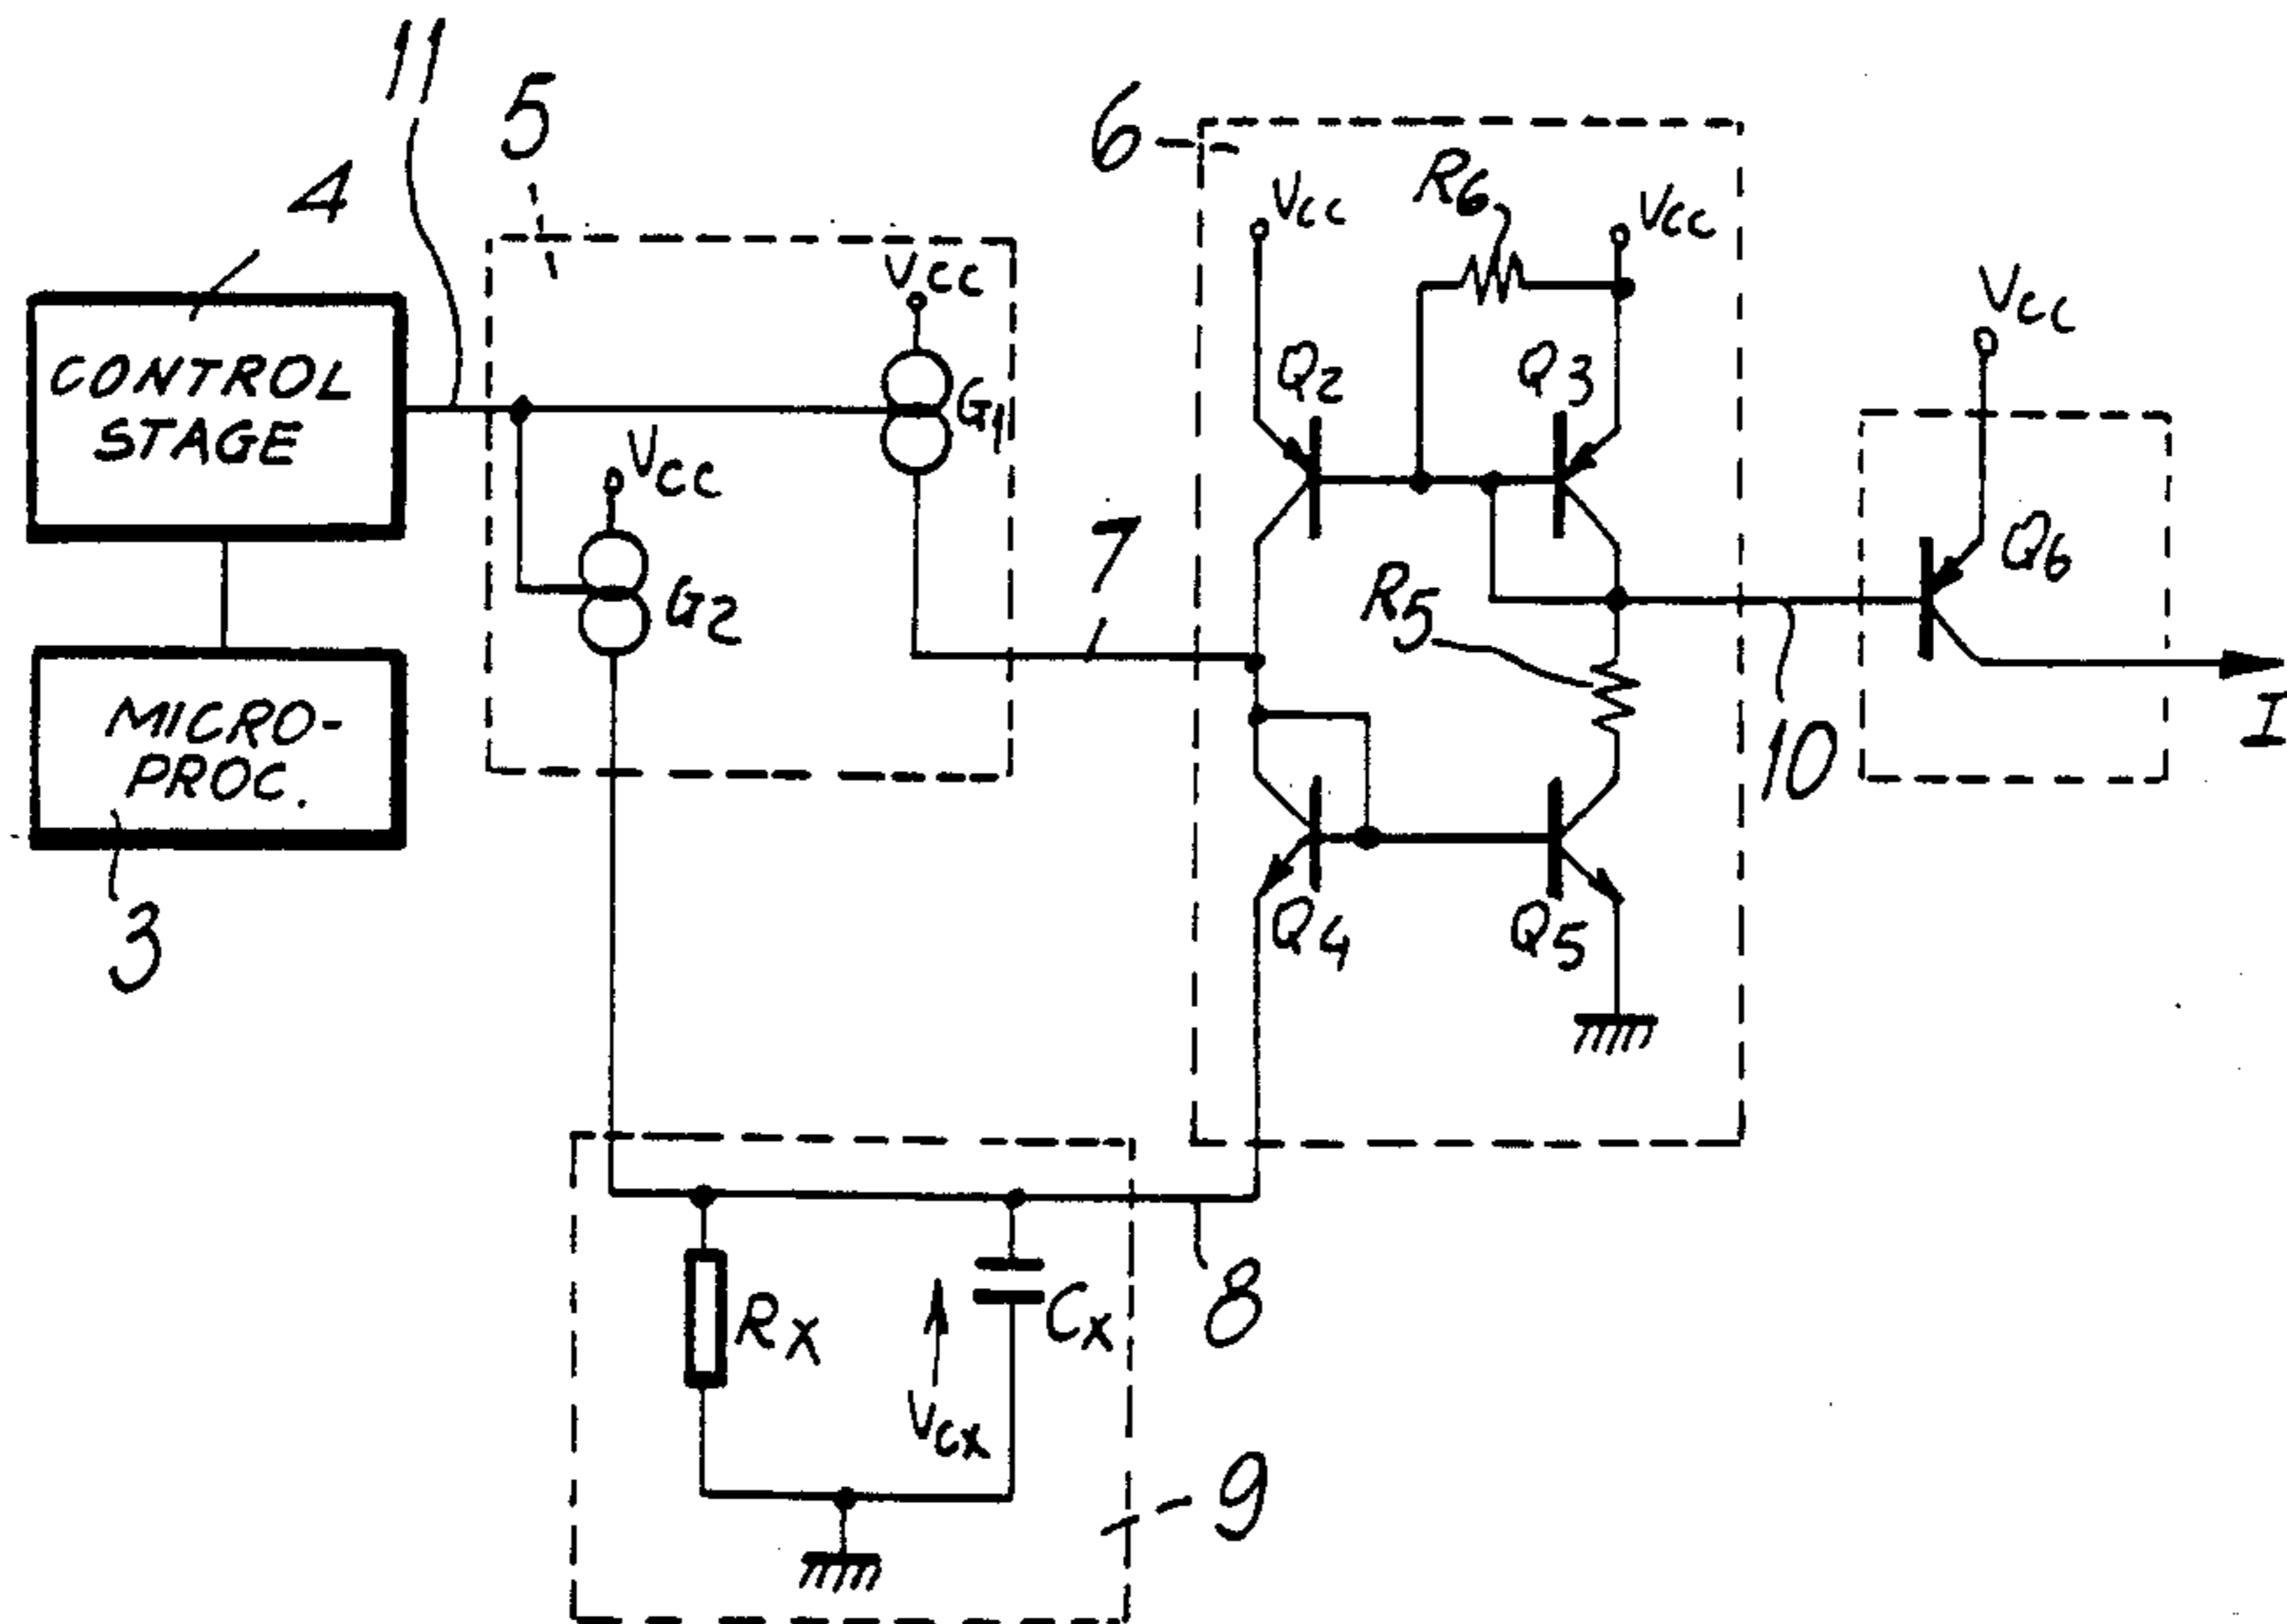 11
5
4
6
Vcc
R6
Vcc
Vcc
Vcc
CONTROL
STAGE
G1
Q2
Q3
Vcc
G2
7
R5
Q6
MICRO-
PROC.
10
I
3
Q4
Q5
8
Rx
Cx
Vcx
9